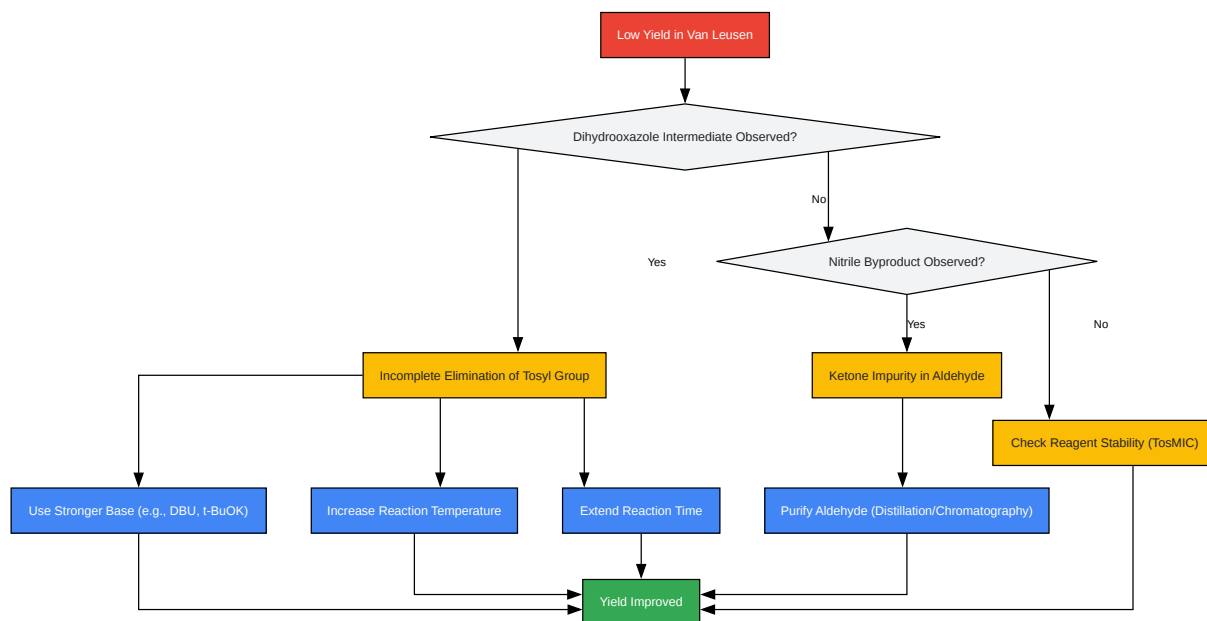 Low Yield in Van Leusen
Dihydrooxazole Intermediate Observed?
No
Yes
Nitrile Byproduct Observed?
Yes
No
Incomplete Elimination of Tosyl Group
Ketone Impurity in Aldehyde
Check Reagent Stability (TosMIC)
Use Stronger Base (e.g., DBU, t-BuOK)
Increase Reaction Temperature
Extend Reaction Time
Purify Aldehyde (Distillation/Chromatography)
Yield Improved